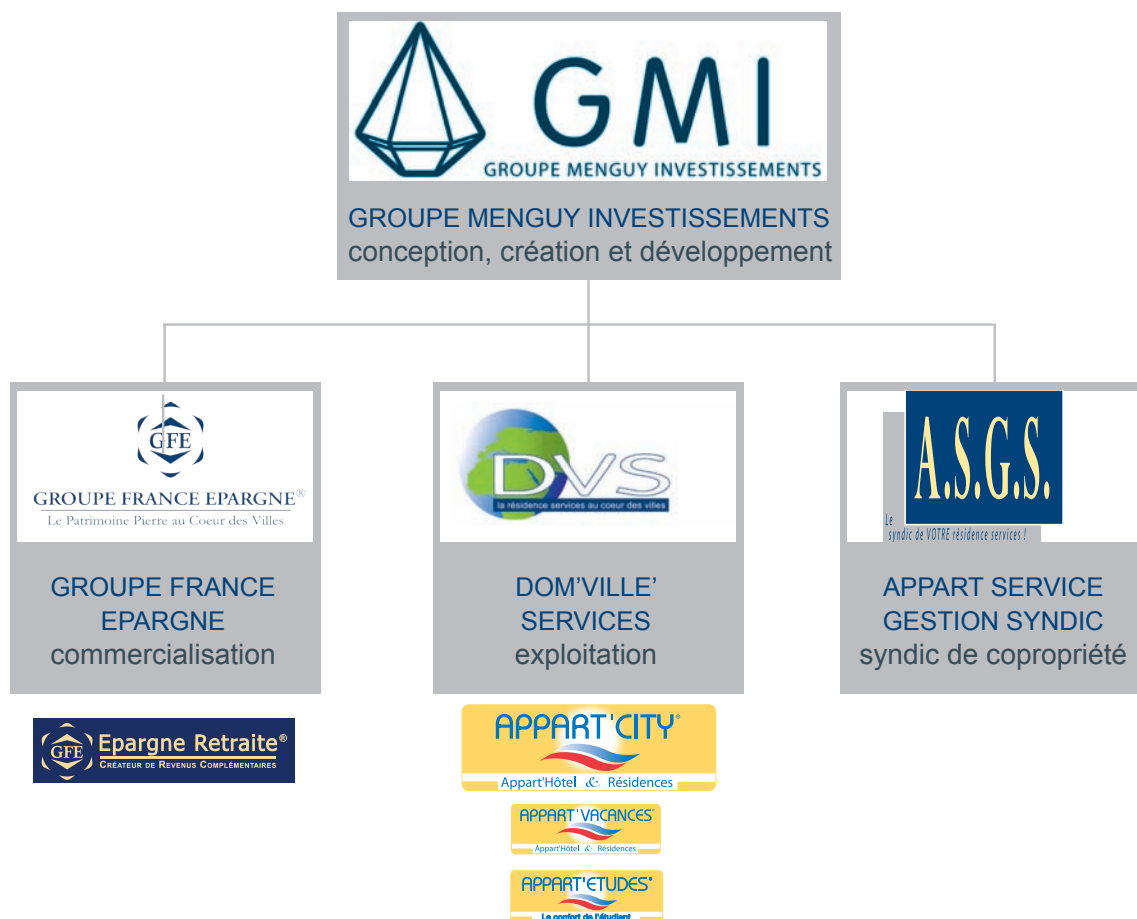 GMI
GROUPE MENGUY INVESTISSEMENTS
GROUPE MENGUY INVESTISSEMENTS
conception, création et développement
GFE
GROUPE FRANCE EPARGNE®
Le Patrimoine Pierre au Coeur des Villes
GROUPE FRANCE
EPARGNE
commercialisation
GFE Epargne Retraite®
CRÉATEUR DE REVENUS COMPLÉMENTAIRES
DVS
la résidence services au coeur des villes
DOM'VILLE'
SERVICES
exploitation
APPART'CITY®
Appart'Hôtel & Résidences
APPART'VACANCES®
Appart'Hôtel & Résidences
APPART'ETUDES®
Le confort de l'étudiant
A.S.G.S.
Le
syndic de VOTRE résidence services !
APPART SERVICE
GESTION SYNDIC
syndic de copropriété